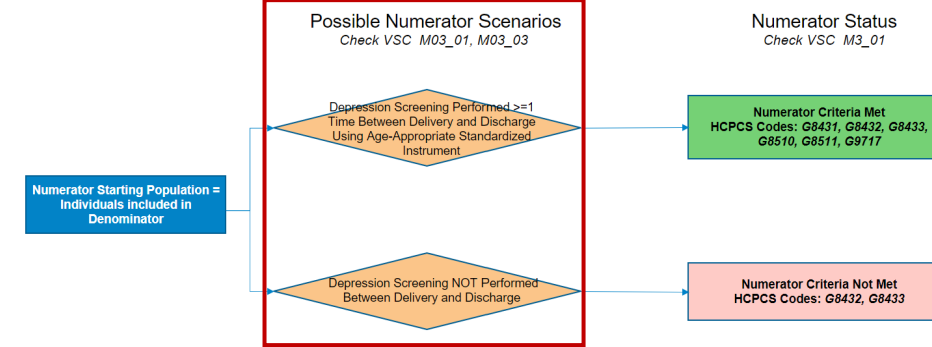 Possible Numerator Scenarios
Check VSC M03_01, M03_03
Numerator Status
Check VSC M3_01
Numerator Starting Population =
Individuals included in
Denominator
Depression Screening Performed >=1
Time Between Delivery and Discharge
Using Age-Appropriate Standardized
Instrument
Numerator Criteria Met
HCPCS Codes: G8431, G8432, G8433,
G8510, G8511, G9717
Depression Screening NOT Performed
Between Delivery and Discharge
Numerator Criteria Not Met
HCPCS Codes: G8432, G8433